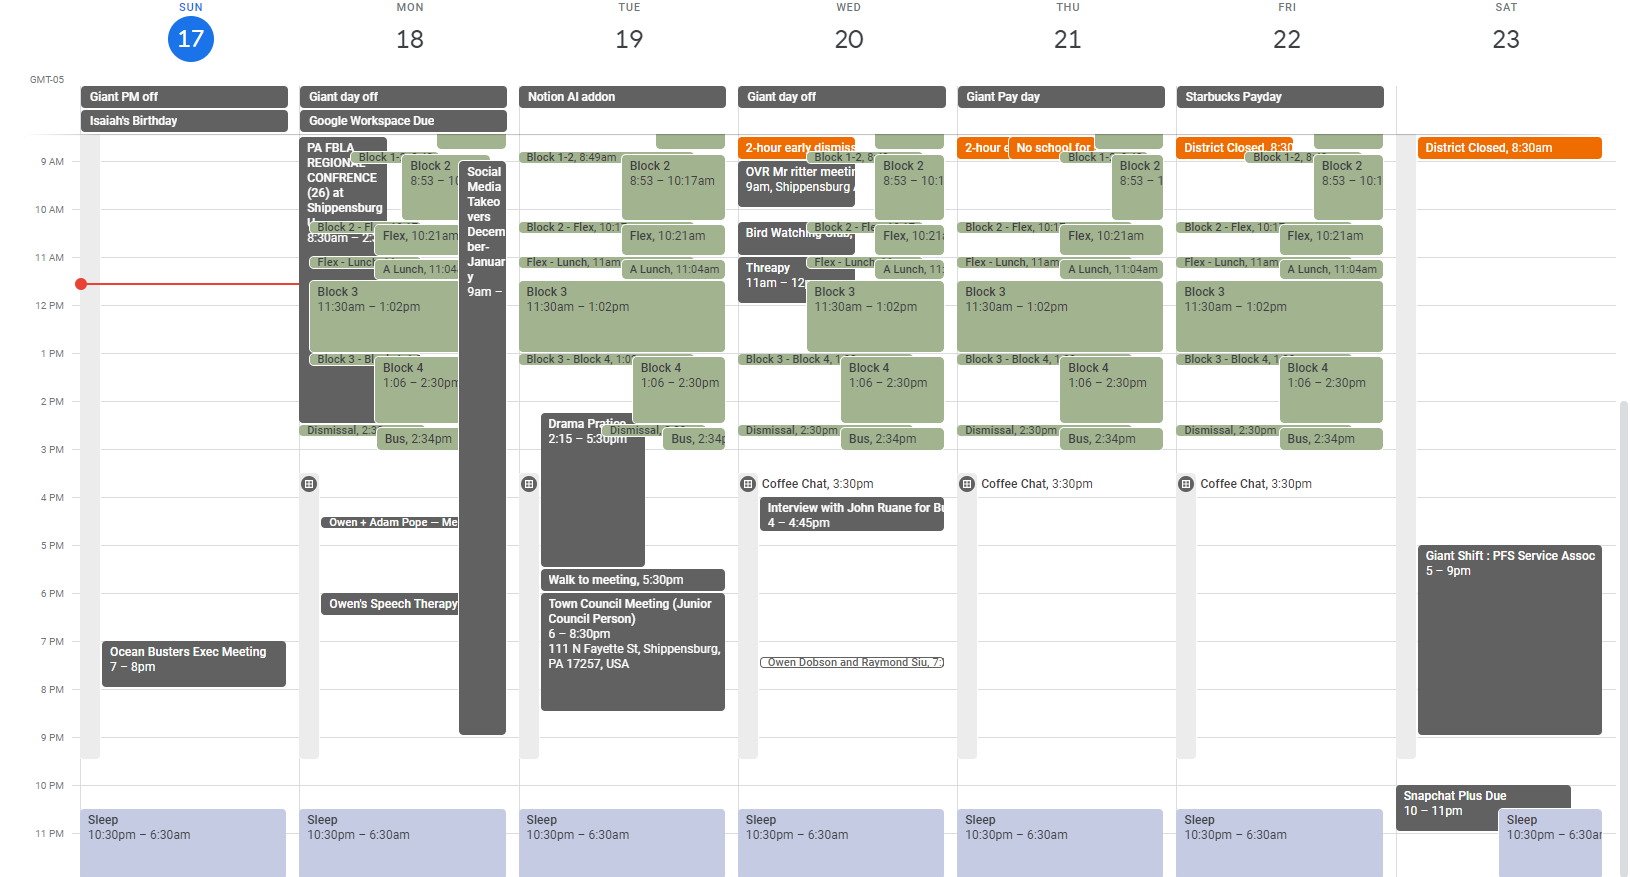 SUN
17
MON
18
TUE
19
WED
20
THU
21
FRI
22
SAT
23
GMT-05
Giant PM off
Giant day off
Notion AI addon
Giant day off
Giant Pay day
Starbucks Payday
Isaiah's Birthday
Google Workspace Due
9 AM
10 AM
11 AM
12 PM
1 PM
2 PM
3 PM
4 PM
5 PM
6 PM
7 PM
8 PM
9 PM
10 PM
11 PM
Ocean Busters Exec Meeting
7 – 8pm
Sleep
10:30pm – 6:30am
PA FBLA
REGIONAL
CONFRENCE
(26) at
Shippensburg
8:30am –
Block 1-
Block 2
8:53 –
Social
Media
Takeo
vers
Decem
ber-
Januar
y
9am –
Block 2 - Flex,
Flex, 10:21am
Flex - Lunch,
A Lunch, 11:04
Block 3
11:30am – 1:02pm
Block 3 -
Block 4
1:06 – 2:30pm
Dismissal,
Bus, 2:34pm
Owen + Adam Pope —
Owen's Speech Therapy
Sleep
10:30pm – 6:30am
Block 1-2, 8:49am
Block 2
8:53 – 10:17am
Block 2 - Flex,
Flex, 10:21am
Flex - Lunch, 11am
A Lunch, 11:04am
Block 3
11:30am – 1:02pm
Block 3 - Block 4,
Block 4
1:06 – 2:30pm
Drama Pratice
2:15 – 5:30pm
Dismissal,
Bus, 2:34p
Walk to meeting, 5:30pm
Town Council Meeting (Junior
Council Person)
6 – 8:30pm
111 N Fayette St, Shippensburg,
PA 17257, USA
Sleep
10:30pm – 6:30am
2-hour early dismiss
Block 1-2,
OVR Mr ritter meetin
9am, Shippensburg
Block 2
8:53 – 10:1
Bird Watching Club,
Block 2 - Fle
Flex, 10:21
Threapy
11am –
Flex - Lunch,
A Lunch, 11:
Block 3
11:30am – 1:02pm
Block 3 - Block 4,
Block 4
1:06 – 2:30pm
Dismissal, 2:30pm
Bus, 2:34pm
Coffee Chat, 3:30pm
Interview with John Ruane for
4 – 4:45pm
Owen Dobson and Raymond Siu, 7:
Sleep
10:30pm – 6:30am
2-hour e
No school for
Block 1-2,
Block 2
8:53 – 1
Block 2 - Flex, 10:1
Flex, 10:21am
Flex - Lunch, 11am
A Lunch, 11:04am
Block 3
11:30am – 1:02pm
Block 3 - Block 4,
Block 4
1:06 – 2:30pm
Dismissal, 2:30pm
Bus, 2:34pm
Coffee Chat, 3:30pm
Sleep
10:30pm – 6:30am
District Closed, 8:30
Block 1-2,
Block 2
8:53 – 10:1
Block 2 - Flex, 10:1
Flex, 10:21am
Flex - Lunch, 11am
A Lunch, 11:04am
Block 3
11:30am – 1:02pm
Block 3 - Block 4,
Block 4
1:06 – 2:30pm
Dismissal, 2:30pm
Bus, 2:34pm
Coffee Chat, 3:30pm
Sleep
10:30pm – 6:30am
District Closed, 8:30am
Giant Shift : PFS Service Assoc
5 – 9pm
Snapchat Plus Due
10 – 11pm
Sleep
10:30pm – 6:30ar